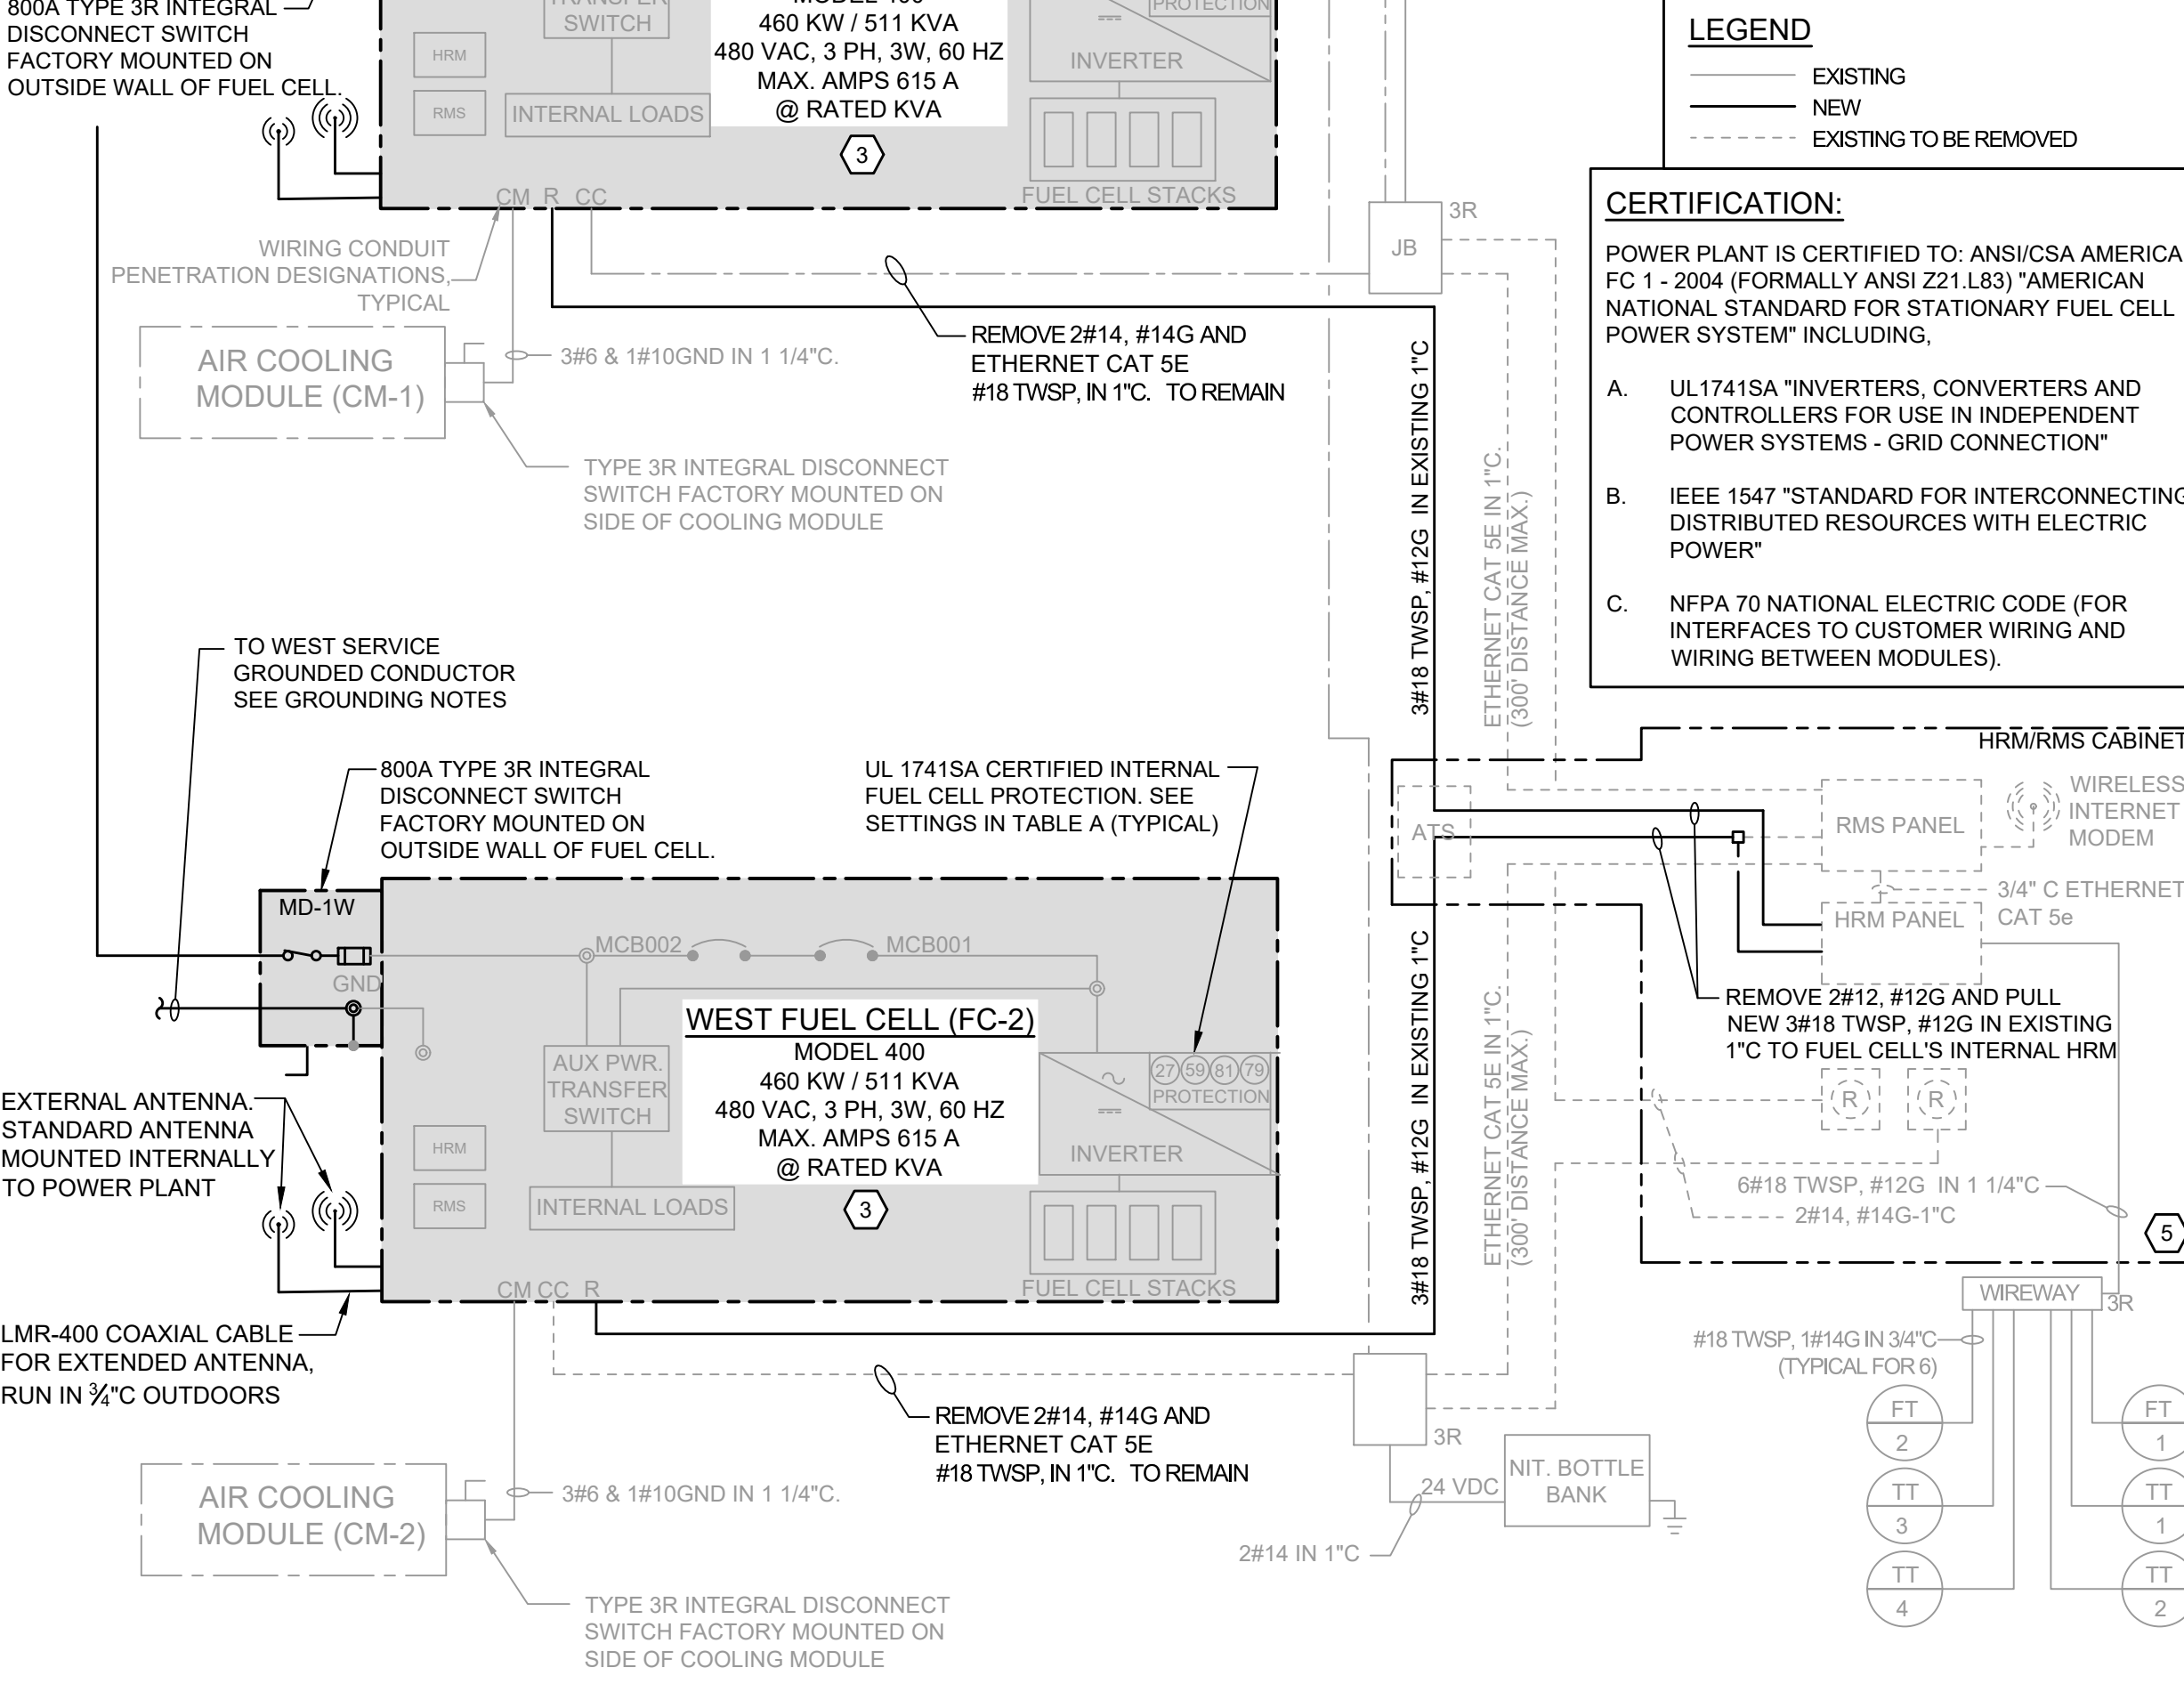 800A TYPE 3R INTEGRAL
DISCONNECT SWITCH
FACTORY MOUNTED ON
OUTSIDE WALL OF FUEL CELL.
TRANSFER
SWITCH
HRM
RMS
INTERNAL LOADS
MODEL 400
460 KW / 511 KVA
480 VAC, 3 PH, 3W, 60 HZ
MAX. AMPS 615 A
@ RATED KVA
3
PROTECTION
INVERTER
FUEL CELL STACKS
CM R CC
LEGEND
EXISTING
NEW
EXISTING TO BE REMOVED
CERTIFICATION:
POWER PLANT IS CERTIFIED TO: ANSI/CSA AMERICA
FC 1 - 2004 (FORMALLY ANSI Z21.L83) "AMERICAN
NATIONAL STANDARD FOR STATIONARY FUEL CELL
POWER SYSTEM" INCLUDING,
A. UL1741SA "INVERTERS, CONVERTERS AND
CONTROLLERS FOR USE IN INDEPENDENT
POWER SYSTEMS - GRID CONNECTION"
B. IEEE 1547 "STANDARD FOR INTERCONNECTING
DISTRIBUTED RESOURCES WITH ELECTRIC
POWER"
C. NFPA 70 NATIONAL ELECTRIC CODE (FOR
INTERFACES TO CUSTOMER WIRING AND
WIRING BETWEEN MODULES).
3R
JB
WIRING CONDUIT
PENETRATION DESIGNATIONS,
TYPICAL
AIR COOLING
MODULE (CM-1)
3#6 & 1#10GND IN 1 1/4"C.
REMOVE 2#14, #14G AND
ETHERNET CAT 5E
#18 TWSP, IN 1"C. TO REMAIN
TYPE 3R INTEGRAL DISCONNECT
SWITCH FACTORY MOUNTED ON
SIDE OF COOLING MODULE
3#18 TWSP, #12G IN EXISTING 1"C
ETHERNET CAT 5E IN 1"C.
(300' DISTANCE MAX.)
TO WEST SERVICE
GROUNDED CONDUCTOR
SEE GROUNDING NOTES
800A TYPE 3R INTEGRAL
DISCONNECT SWITCH
FACTORY MOUNTED ON
OUTSIDE WALL OF FUEL CELL.
UL 1741SA CERTIFIED INTERNAL
FUEL CELL PROTECTION. SEE
SETTINGS IN TABLE A (TYPICAL)
HRM/RMS CABINET
ATS
RMS PANEL
WIRELESS
INTERNET
MODEM
3/4" C ETHERNET
CAT 5e
HRM PANEL
REMOVE 2#12, #12G AND PULL
NEW 3#18 TWSP, #12G IN EXISTING
1"C TO FUEL CELL'S INTERNAL HRM
R
R
6#18 TWSP, #12G IN 1 1/4"C
2#14, #14G-1"C
5
MD-1W
GND
MCB002
MCB001
WEST FUEL CELL (FC-2)
MODEL 400
460 KW / 511 KVA
480 VAC, 3 PH, 3W, 60 HZ
MAX. AMPS 615 A
@ RATED KVA
3
AUX PWR.
TRANSFER
SWITCH
27 59 81 79
PROTECTION
INVERTER
HRM
RMS
INTERNAL LOADS
FUEL CELL STACKS
CM CC R
3#18 TWSP, #12G IN EXISTING 1"C
ETHERNET CAT 5E IN 1"C.
(300' DISTANCE MAX.)
EXTERNAL ANTENNA.
STANDARD ANTENNA
MOUNTED INTERNALLY
TO POWER PLANT
LMR-400 COAXIAL CABLE
FOR EXTENDED ANTENNA,
RUN IN ¾"C OUTDOORS
REMOVE 2#14, #14G AND
ETHERNET CAT 5E
#18 TWSP, IN 1"C. TO REMAIN
AIR COOLING
MODULE (CM-2)
3#6 & 1#10GND IN 1 1/4"C.
TYPE 3R INTEGRAL DISCONNECT
SWITCH FACTORY MOUNTED ON
SIDE OF COOLING MODULE
3R
24 VDC
NIT. BOTTLE
BANK
2#14 IN 1"C
WIREWAY
3R
#18 TWSP, 1#14G IN 3/4"C
(TYPICAL FOR 6)
FT
2
FT
1
TT
3
TT
1
TT
4
TT
2